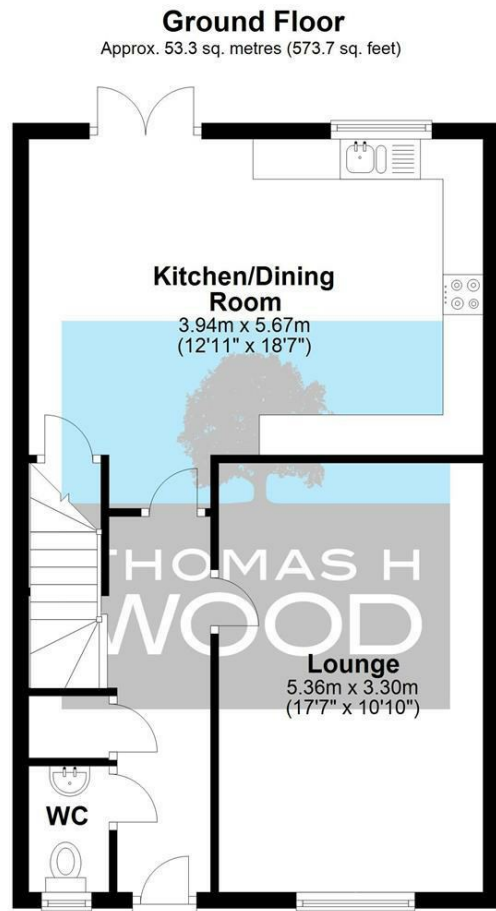 Ground Floor
Approx. 53.3 sq. metres (573.7 sq. feet)
Kitchen/Dining
Room
3.94m x 5.67m
(12'11" x 18'7")
THOMAS H
WOOD
Lounge
5.36m x 3.30m
(17'7" x 10'10")
WC